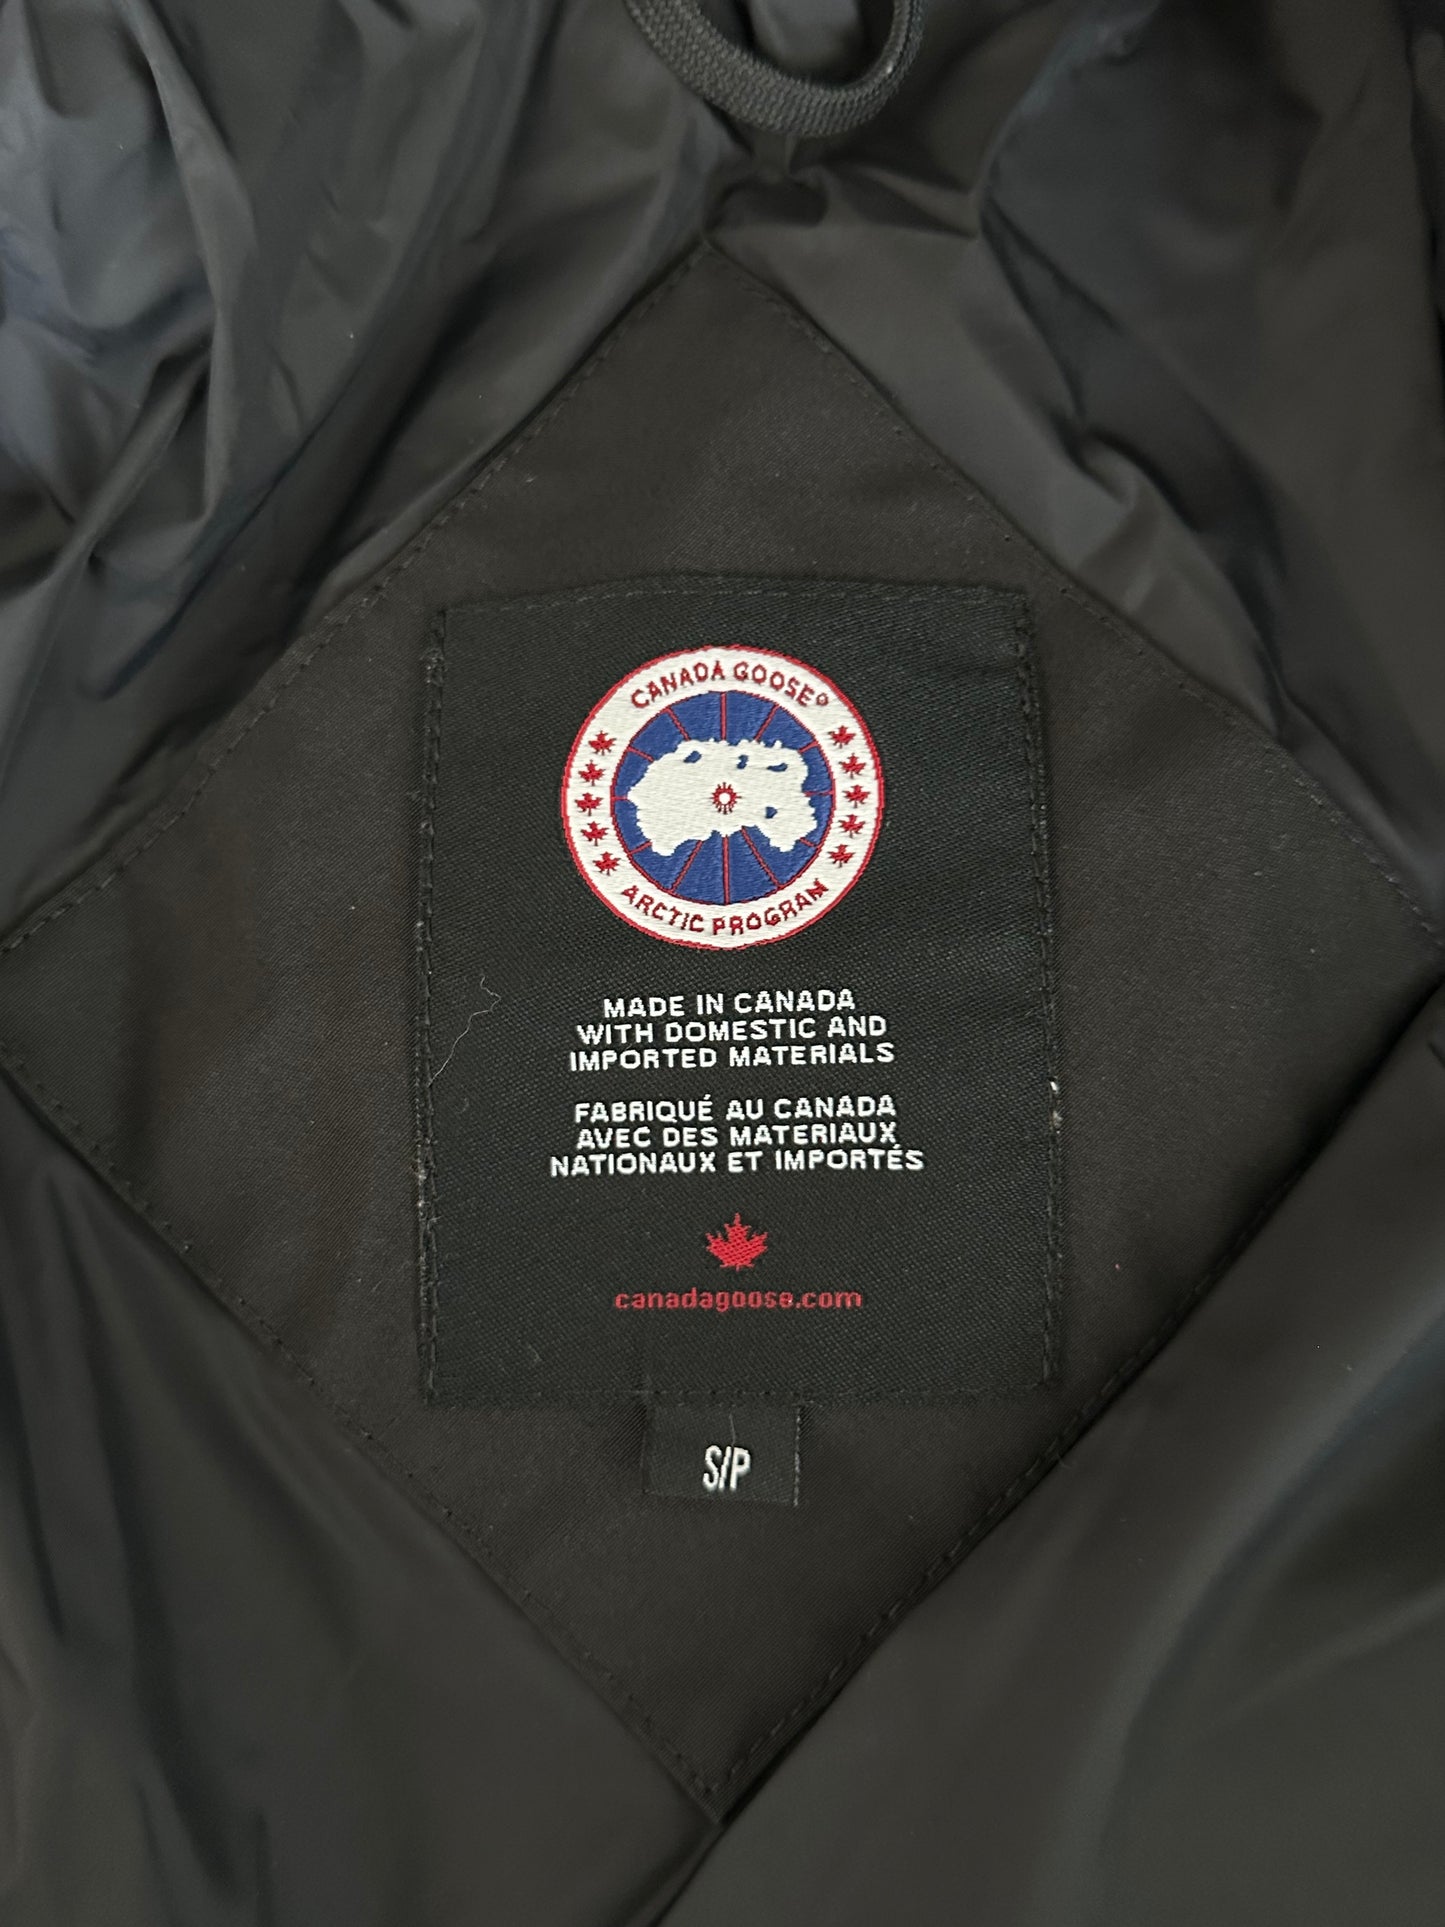 CANADA GOOSE®
ARCTIC PROGRAM
MADE IN CANADA
WITH DOMESTIC AND
IMPORTED MATERIALS
FABRIQUÉ AU CANADA
AVEC DES MATERIAUX
NATIONAUX ET IMPORTÉS
canadagoose.com
S/P